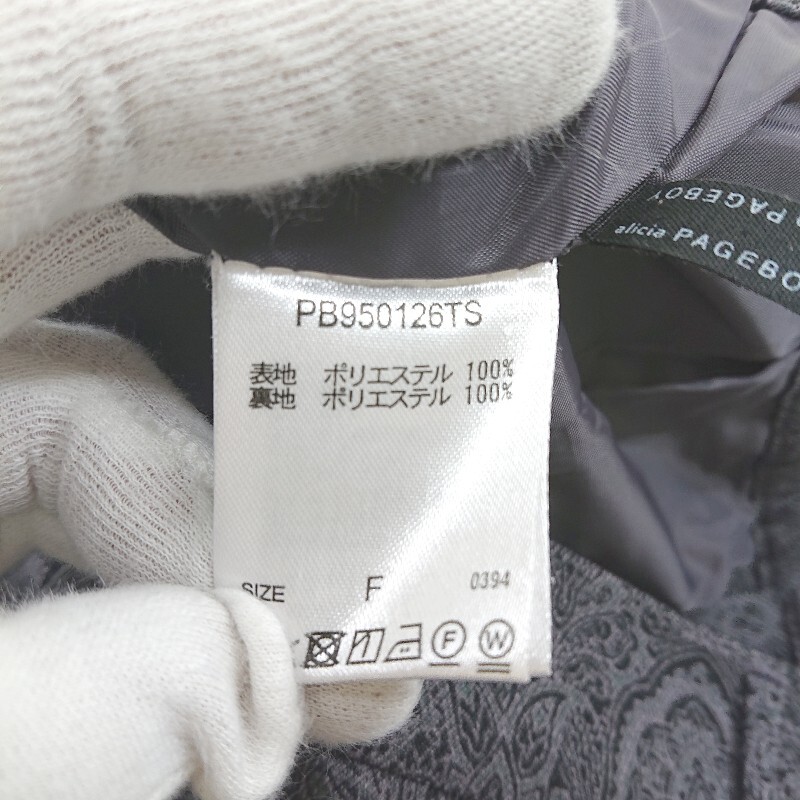 PB950126TS
表地 ポリエステル 100%
裏地 ポリエステル 100%
SIZE F 0394
F W
PAGEBOY
alicia PAGEBO